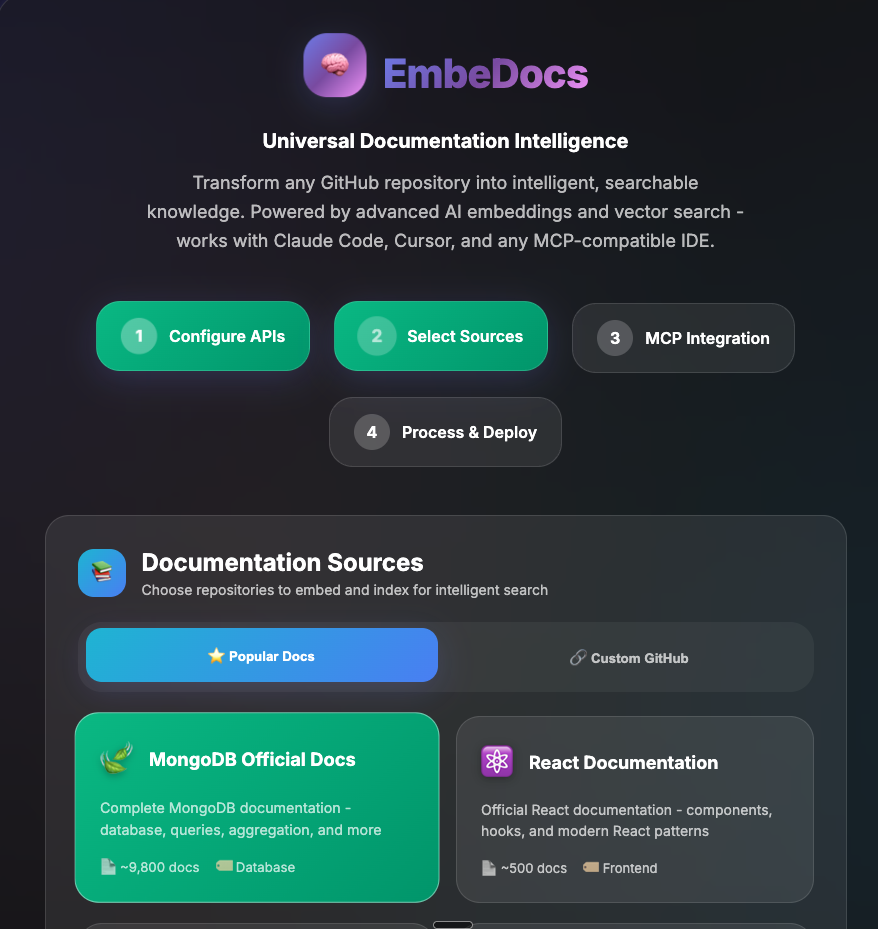 EmbeDocs
Universal Documentation Intelligence
Transform any GitHub repository into intelligent, searchable
knowledge. Powered by advanced AI embeddings and vector search -
works with Claude Code, Cursor, and any MCP-compatible IDE.
1 Configure APIs
2 Select Sources
3 MCP Integration
4 Process & Deploy
Documentation Sources
Choose repositories to embed and index for intelligent search
Popular Docs
Custom GitHub
MongoDB Official Docs
Complete MongoDB documentation -
database, queries, aggregation, and more
~9,800 docs Database
React Documentation
Official React documentation - components,
hooks, and modern React patterns
~500 docs Frontend